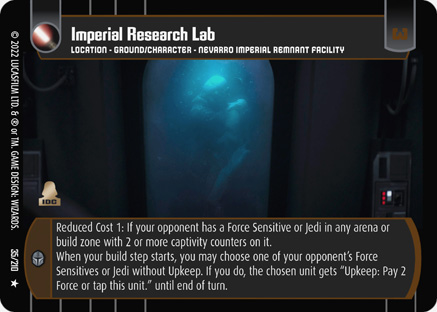 Imperial Research Lab
LOCATION - GROUND/CHARACTER - NEVARRO IMPERIAL REMNANT FACILITY
© 2022 LUCASFILM LTD. & ® or TM. GAME DESIGN: WIZARDS.
35/210
IDC
Reduced Cost 1: If your opponent has a Force Sensitive or Jedi in any arena or
build zone with 2 or more captivity counters on it.
When your build step starts, you may choose one of your opponent's Force
Sensitives or Jedi without Upkeep. If you do, the chosen unit gets "Upkeep: Pay 2
Force or tap this unit." until end of turn.